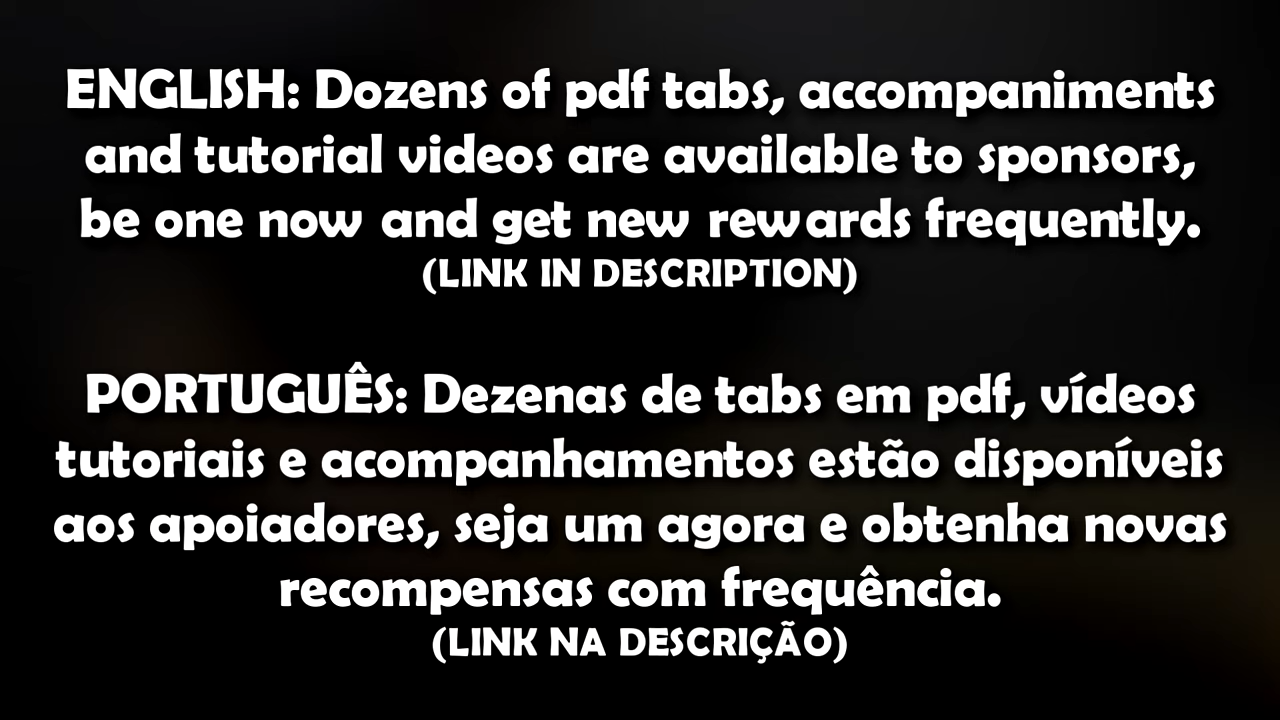 ENGLISH: Dozens of pdf tabs, accompaniments
and tutorial videos are available to sponsors,
be one now and get new rewards frequently.
(LINK IN DESCRIPTION)
PORTUGUÊS: Dezenas de tabs em pdf, vídeos
tutoriais e acompanhamentos estão disponíveis
aos apoiadores, seja um agora e obtenha novas
recompensas com frequência.
(LINK NA DESCRIÇÃO)